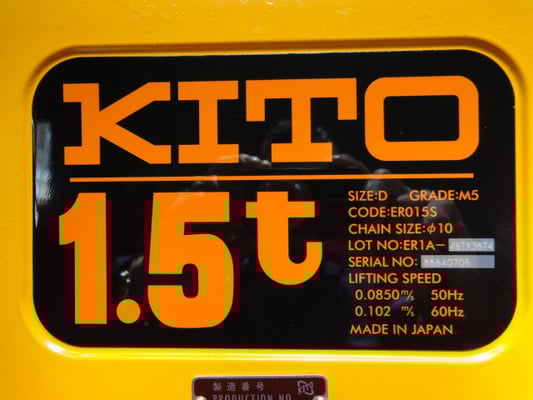 KITO
1.5t
SIZE:D GRADE:M5
CODE:ER015S
CHAIN SIZE:φ10
LOT NO:ER1A-
SERIAL NO:
LIFTING SPEED
0.0850 m/s 50Hz
0.102 m/s 60Hz
MADE IN JAPAN
製造番号
PRODUCTION NO.